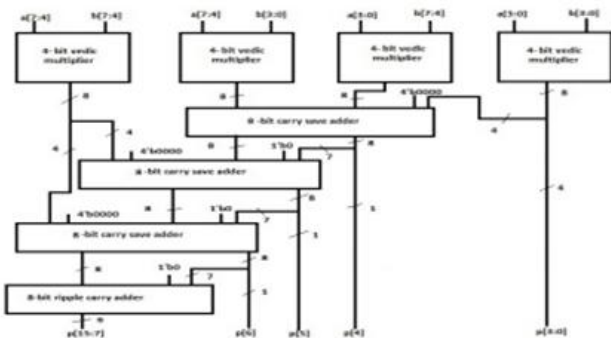 a[7:4] b[7:4] a[7:4] b[3:0] a[3:0] b[7:4] a[3:0] b[3:0]
4- bit vedic multiplier
4- bit vedic multiplier
4- bit vedic multiplier
4- bit vedic multiplier
8 8 8 4'b0000 8
8 -bit carry save adder
4 4
4 4'b0000 8 1'b0 7 8
8 -bit carry save adder
4
4'b0000 8 1'b0 7 8 1
8 -bit carry save adder
1
8 1'b0 7 8
1
8-bit ripple carry adder
9
p[15:7] p[6] p[5] p[4] p[3:0]